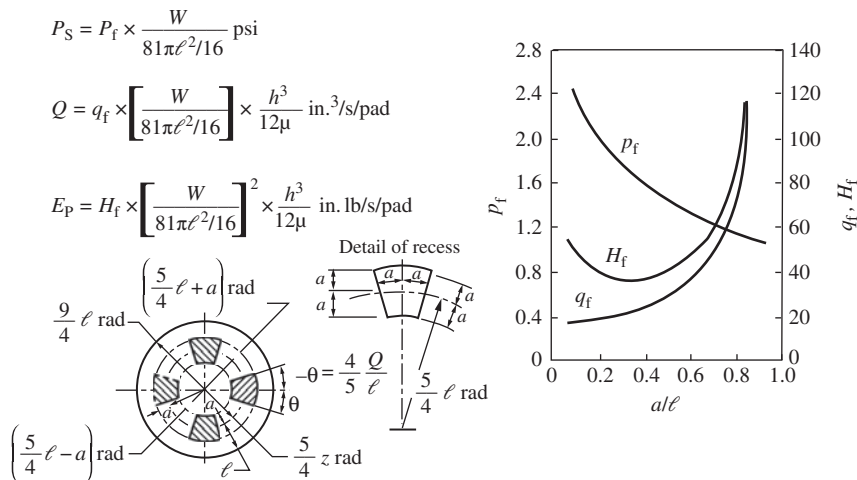 P_S = P_f × W / (81πℓ²/16) psi
Q = q_f × [W / (81πℓ²/16)] × h³ / 12μ in.³/s/pad
E_P = H_f × [W / (81πℓ²/16)]² × h³ / 12μ in. lb/s/pad
Detail of recess
(5/4 ℓ + a) rad
9/4 ℓ rad
a
a
a
a
a
a
–θ = 4/5 Q/ℓ
θ
5/4 ℓ rad
a
a
(5/4 ℓ – a) rad
ℓ
5/4 z rad
2.8
2.4
2.0
1.6
1.2
0.8
0.4
0
p_f
140
120
100
80
60
40
20
0
q_f , H_f
p_f
H_f
q_f
0 0.2 0.4 0.6 0.8 1.0
a/ℓ